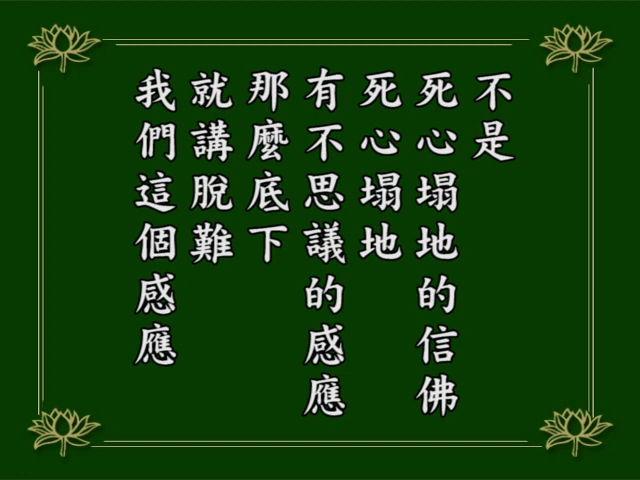 不是
死心塌地的信佛
死心塌地
有不思議的感應
那麼底下
就講脫難
我們這個感應